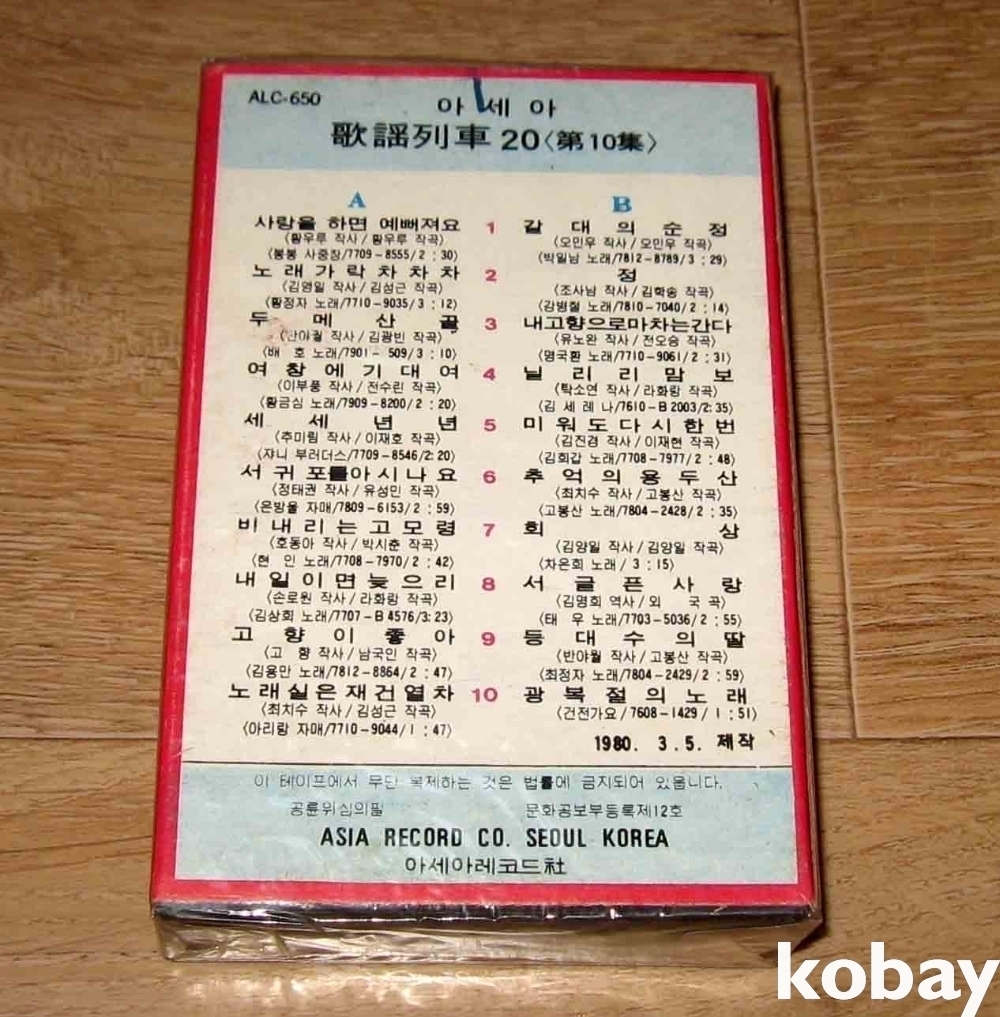 ALC-650
아세아
歌謠列車 20〈第10集〉
A
사랑을 하면 예뻐져요
〈황우루 작사/황우루 작곡〉
〈봉봉 사중창/7709-8555/2:30〉
노래가락차차차
〈김영일 작사/김성근 작곡〉
〈황정자 노래/7710-9035/3:12〉
두메산골
〈반야월 작사/김광빈 작곡〉
〈배 호 노래/7901-509/3:10〉
여창에기대여
〈이부풍 작사/전수린 작곡〉
〈황금심 노래/7909-8200/2:20〉
세세년년
〈추미림 작사/이재호 작곡〉
〈쟈니 부러더스/7709-8546/2:20〉
서귀포를아시나요
〈정태권 작사/유성민 작곡〉
〈은방울 자매/7809-6153/2:59〉
비내리는고모령
〈호동아 작사/박시춘 작곡〉
〈현 인 노래/7708-7970/2:42〉
내일이면늦으리
〈손로원 작사/라화랑 작곡〉
〈김상희 노래/7707-B4576/3:23〉
고향이좋아
〈고 향 작사/남국인 작곡〉
〈김용만 노래/7812-8864/2:47〉
노래실은재건열차
〈최치수 작사/김성근 작곡〉
〈아리랑 자매/7710-9044/1:47〉
1
2
3
4
5
6
7
8
9
10
B
갈대의순정
〈오민우 작사/오민우 작곡〉
〈박일남 노래/7812-8789/3:29〉
정
〈조사남 작사/김학송 작곡〉
〈김병철 노래/7810-7040/2:14〉
내고향으로마차는간다
〈유노완 작사/전오승 작곡〉
〈명국환 노래/7710-9061/2:31〉
닐리리맘보
〈탁소연 작사/라화랑 작곡〉
〈김 세 레 나/7610-B2003/2:35〉
미워도다시한번
〈김진경 작사/이재현 작곡〉
〈김희갑 노래/7708-7977/2:48〉
추억의용두산
〈최치수 작사/고봉산 작곡〉
〈고봉산 노래/7804-2428/2:35〉
회상
〈김양일 작사/김양일 작곡〉
〈차은희 노래/3:15〉
서글픈사랑
〈김명희 역사/외 국 곡〉
〈태 우 노래/7703-5036/2:55〉
등대수의딸
〈반야월 작사/고봉산 작곡〉
〈최정자 노래/7804-2429/2:59〉
광복절의노래
〈건전가요/7608-1429/1:51〉
1980. 3. 5. 제작
이 테이프에서 무단 복제하는 것은 법률에 금지되어 있읍니다.
공륜위심의필 문화공보부등록제12호
ASIA RECORD CO. SEOUL KOREA
아세아레코드社
kobay